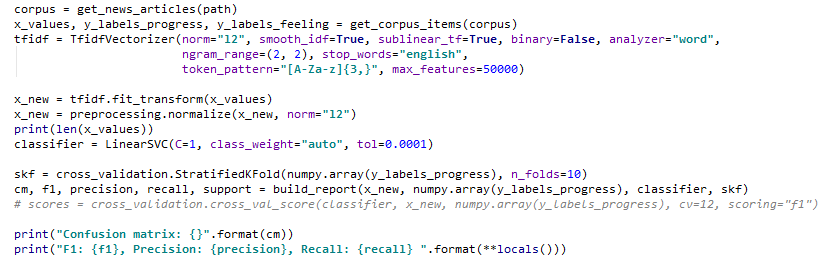 corpus = get_news_articles(path)
x_values, y_labels_progress, y_labels_feeling = get_corpus_items(corpus)
tfidf = TfidfVectorizer(norm="l2", smooth_idf=True, sublinear_tf=True, binary=False, analyzer="word",
                        ngram_range=(2, 2), stop_words="english",
                        token_pattern="[A-Za-z]{3,}", max_features=50000)

x_new = tfidf.fit_transform(x_values)
x_new = preprocessing.normalize(x_new, norm="l2")
print(len(x_values))
classifier = LinearSVC(C=1, class_weight="auto", tol=0.0001)

skf = cross_validation.StratifiedKFold(numpy.array(y_labels_progress), n_folds=10)
cm, f1, precision, recall, support = build_report(x_new, numpy.array(y_labels_progress), classifier, skf)
# scores = cross_validation.cross_val_score(classifier, x_new, numpy.array(y_labels_progress), cv=12, scoring="f1")

print("Confusion matrix: {}".format(cm))
print("F1: {f1}, Precision: {precision}, Recall: {recall} ".format(**locals()))